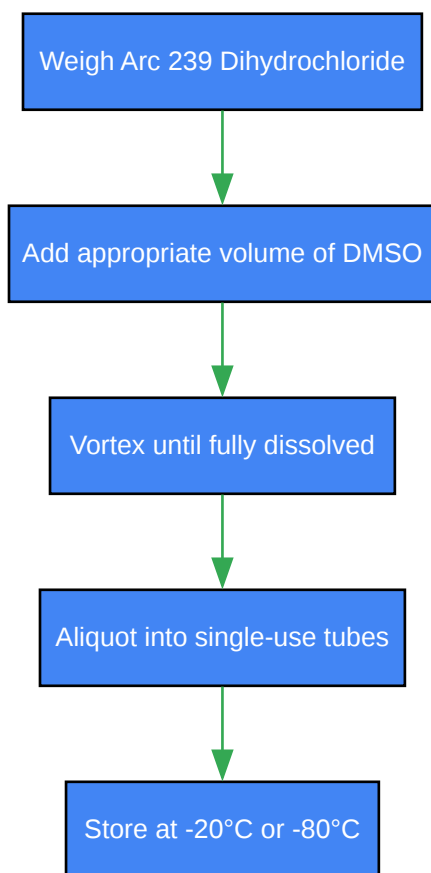 Weigh Arc 239 Dihydrochloride
Add appropriate volume of DMSO
Vortex until fully dissolved
Aliquot into single-use tubes
Store at -20°C or -80°C